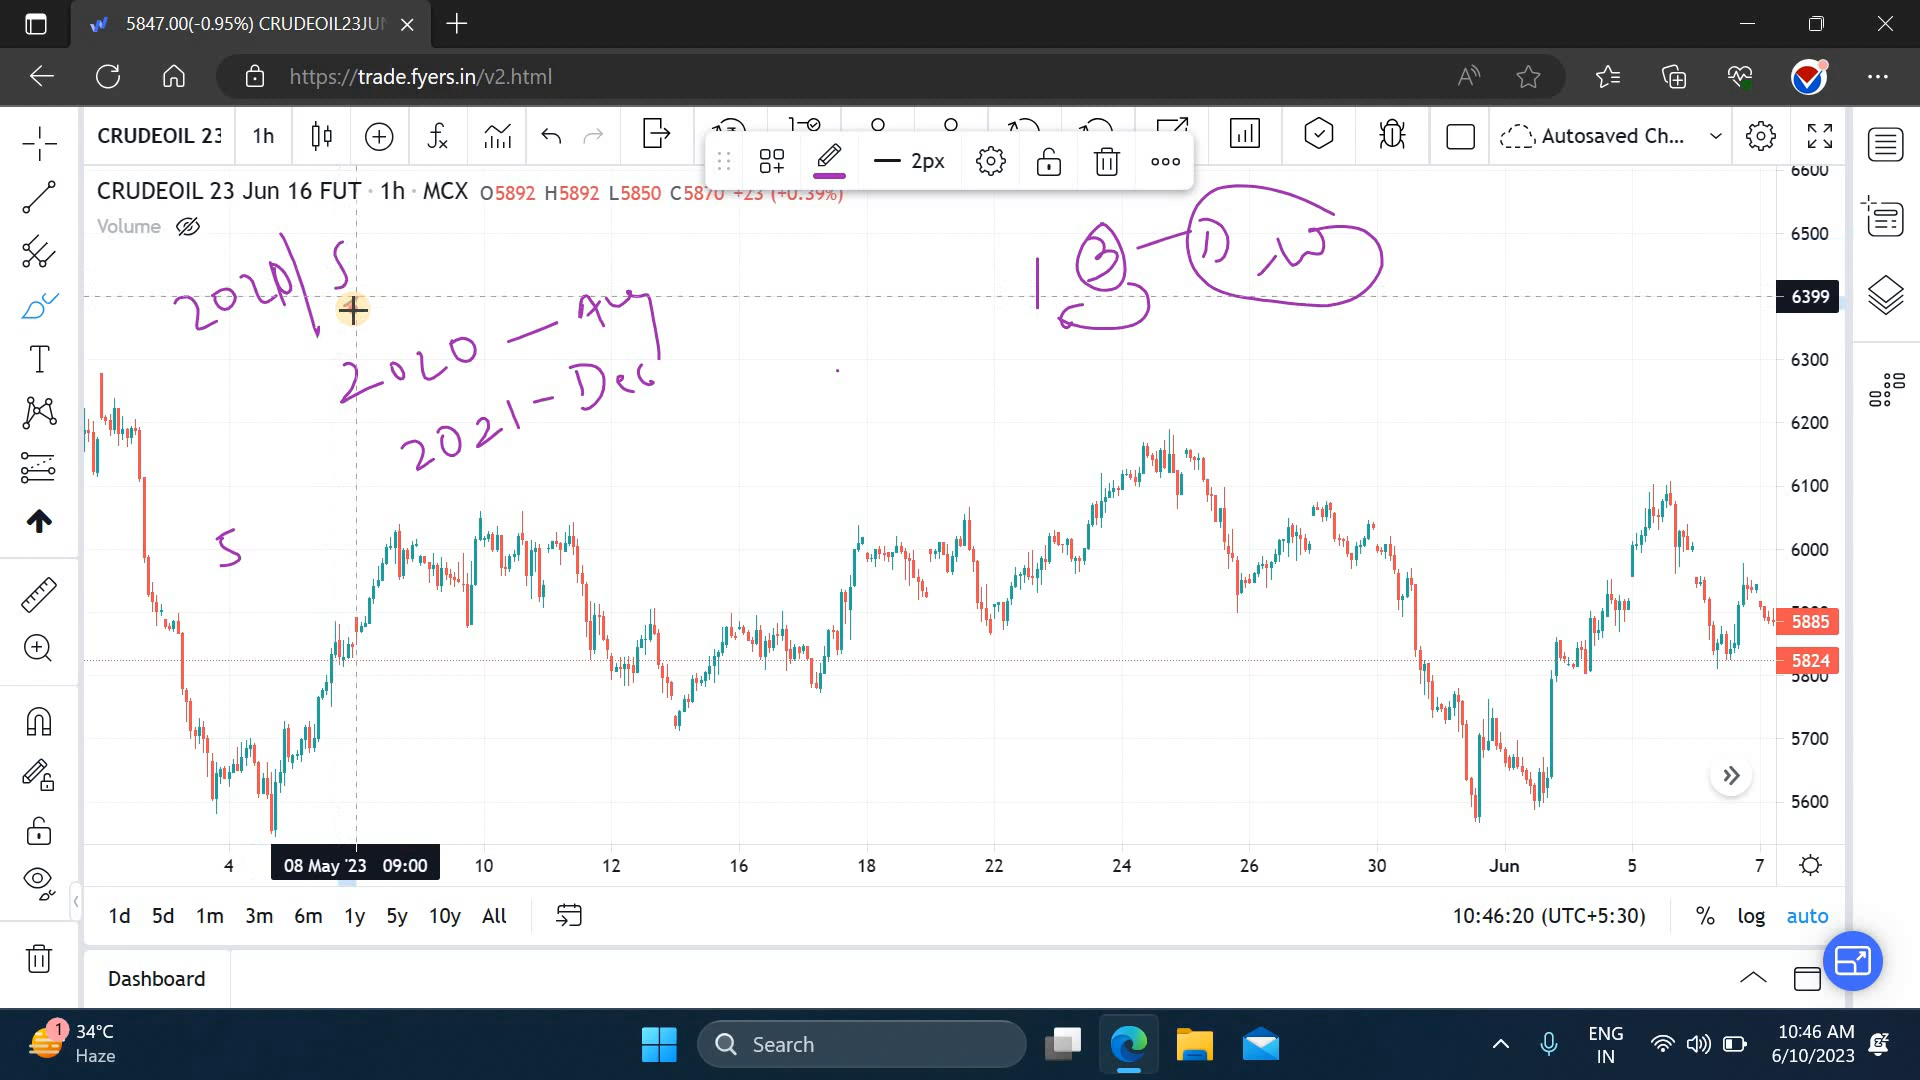 5847.00(-0.95%) CRUDEOIL23JUN
https://trade.fyers.in/v2.html
CRUDEOIL 23
1h
Autosaved Ch...
2px
CRUDEOIL 23 Jun 16 FUT · 1h · MCX O5892 H5892 L5850 C5870 +23 (+0.39%)
Volume
3 D, W
1
S
2020 — Aug
2021 - Dec
S
6600
6500
6399
6300
6200
6100
6000
5885
5824
5800
5700
5600
4 08 May '23 09:00 10 12 16 18 22 24 26 30 Jun 5 7
1d 5d 1m 3m 6m 1y 5y 10y All
10:46:20 (UTC+5:30) % log auto
Dashboard
1
34°C
Haze
Search
ENG
IN
10:46 AM
6/10/2023